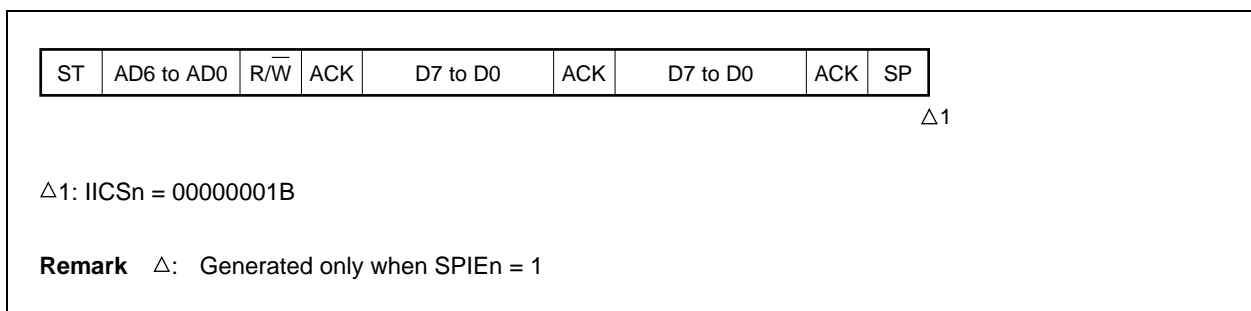 ST AD6 to AD0 R/W̅ ACK D7 to D0 ACK D7 to D0 ACK SP
△1
△1: IICSn = 00000001B
Remark △: Generated only when SPIEn = 1